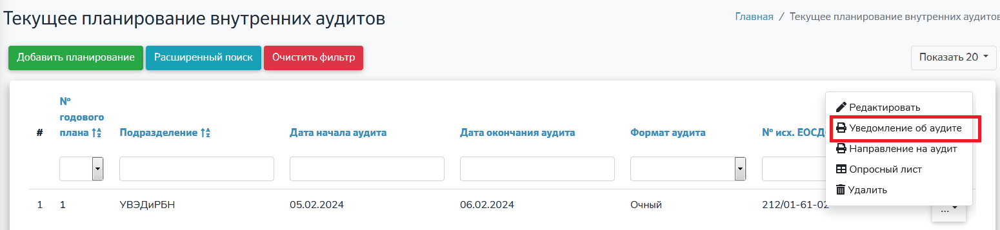 Текущее планирование внутренних аудитов
Главная / Текущее планирование внутренних аудитов
Добавить планирование Расширенный поиск Очистить фильтр
Показать 20
# № годового плана Подразделение Дата начала аудита Дата окончания аудита Формат аудита № исх. ЕОСД
Редактировать
Уведомление об аудите
Направление на аудит
Опросный лист
Удалить
1 1 УВЭДиРБН 05.02.2024 06.02.2024 Очный 212/01-61-02
...